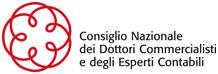 Consiglio Nazionale
dei Dottori Commercialisti
e degli Esperti Contabili